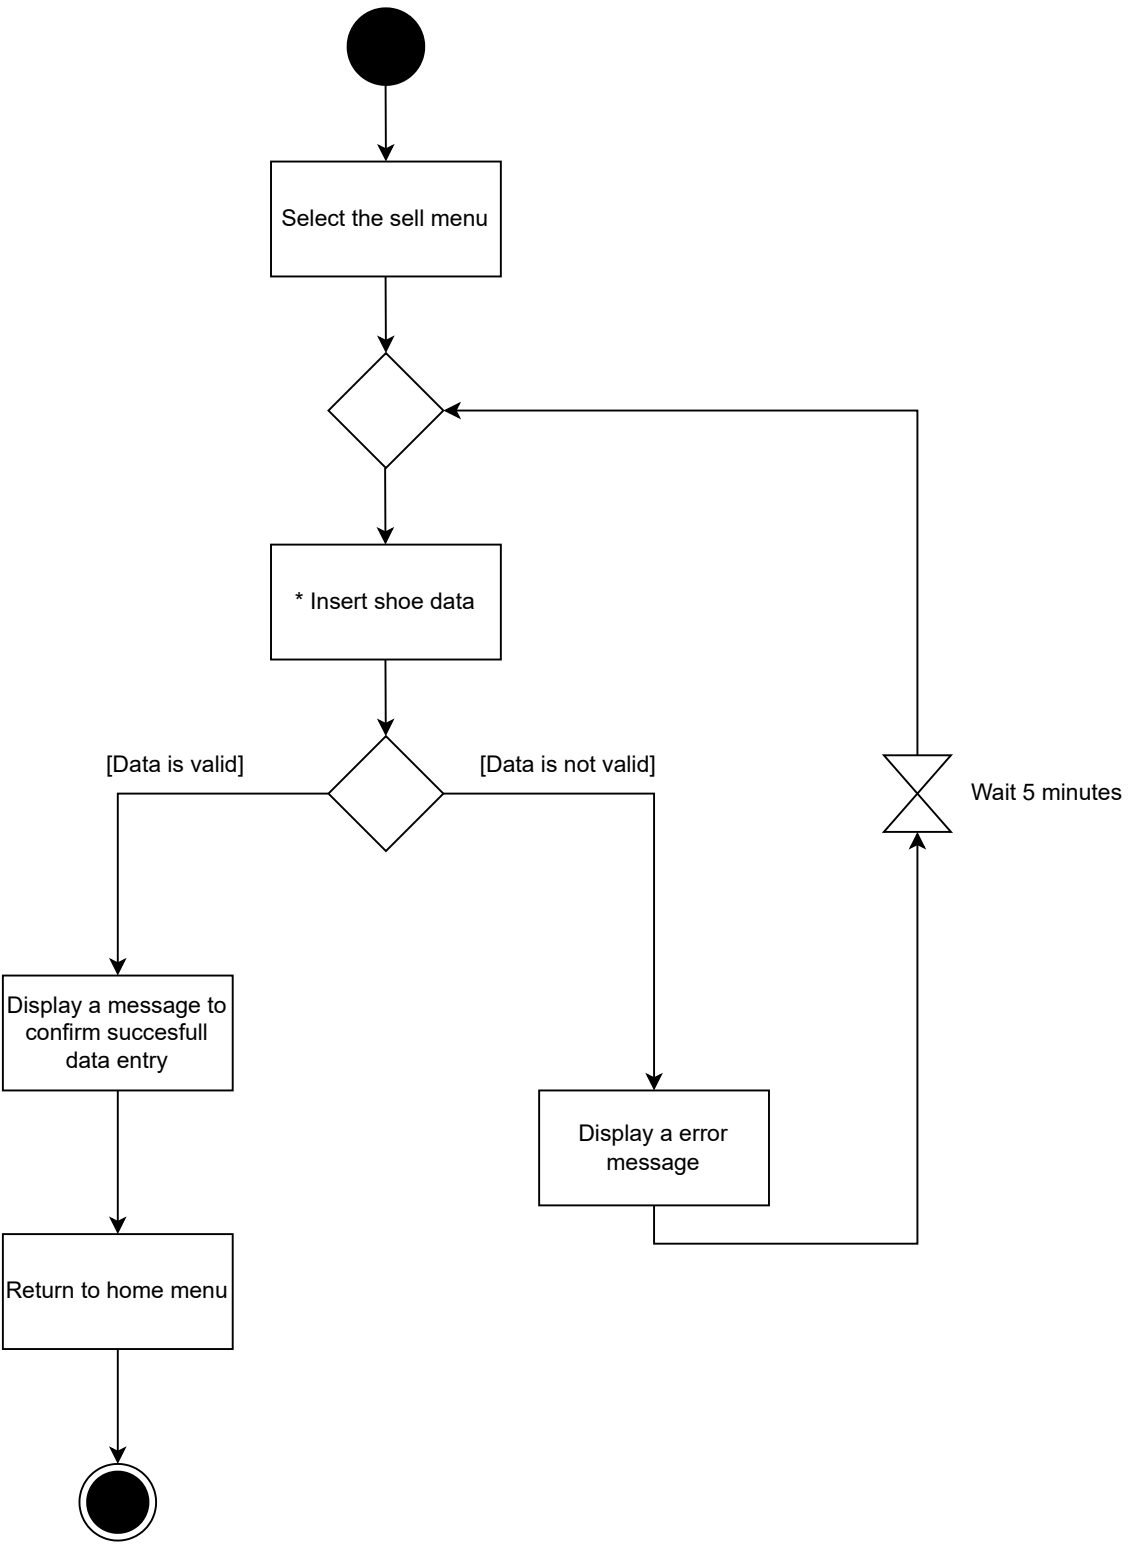 Select the sell menu
* Insert shoe data
[Data is valid]
[Data is not valid]
Wait 5 minutes
Display a message to
confirm succesfull
data entry
Display a error
message
Return to home menu